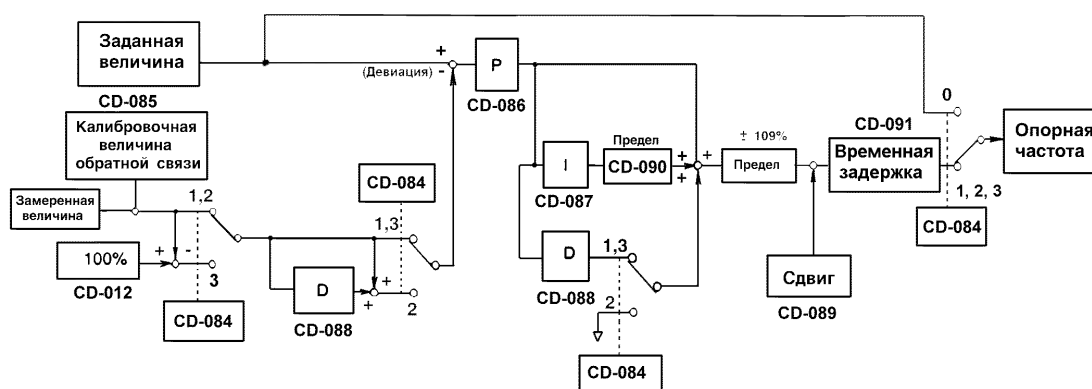 Заданная
величина
CD-085
Калибровочная
величина
обратной связи
Замеренная
величина
100%
CD-012
+
-
1,2
3
CD-084
D
CD-088
+
+
CD-084
1,3
2
+
-
(Девиация)
P
CD-086
I
CD-087
Предел
CD-090
+
+
+
D
CD-088
1,3
2
CD-084
± 109%
Предел
Сдвиг
CD-089
CD-091
Временная
задержка
0
1, 2, 3
CD-084
Опорная
частота